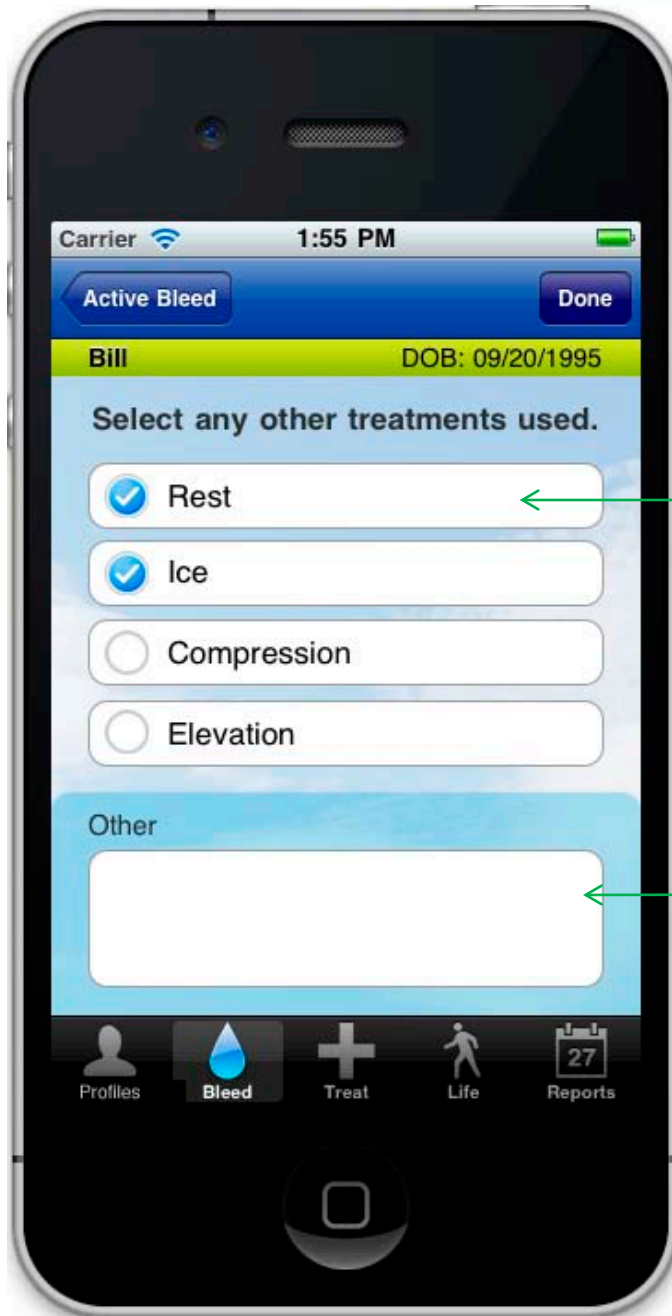 Carrier 1:55 PM
Active Bleed Done
Bill DOB: 09/20/1995
Select any other treatments used.
Rest
Ice
Compression
Elevation
Other
27
Profiles Bleed Treat Life Reports